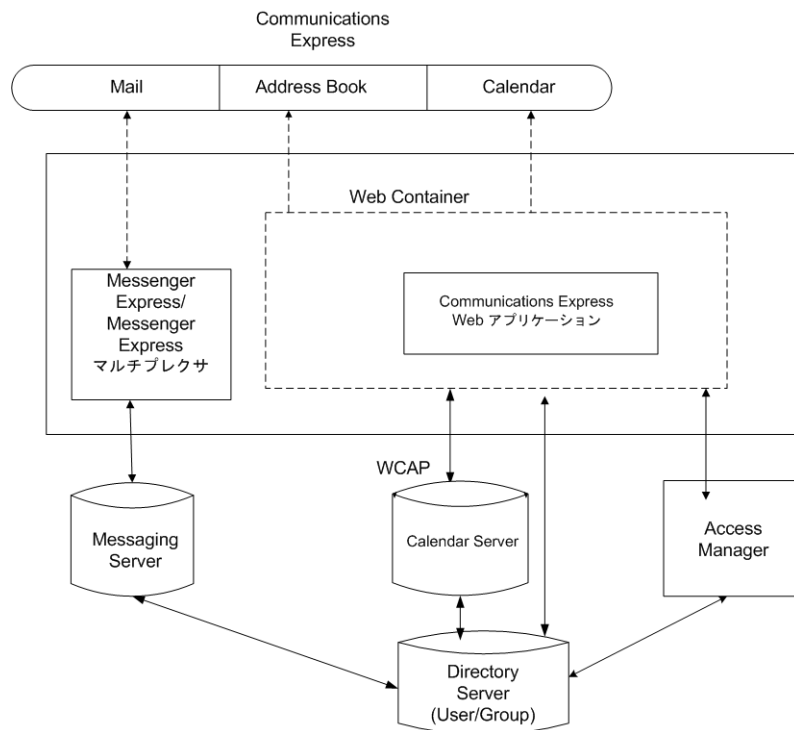 Communications
Express
Mail
Address Book
Calendar
Web Container
Messenger
Express/
Messenger
Express
マルチプレクサ
Communications Express
Web アプリケーション
WCAP
Messaging
Server
Calendar Server
Access
Manager
Directory
Server
(User/Group)